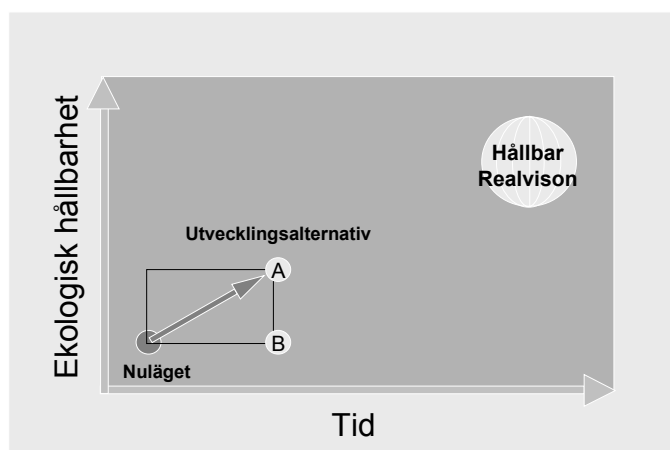 Ekologisk hållbarhet
Hållbar
Realvison
Utvecklingsalternativ
A
B
Nuläget
Tid